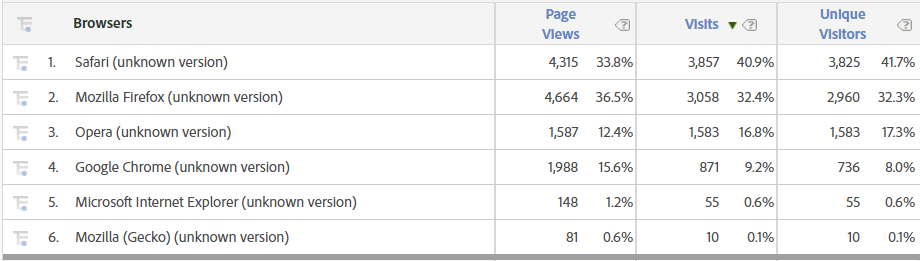 Browsers Page Views Visits Unique Visitors
1. Safari (unknown version) 4,315 33.8% 3,857 40.9% 3,825 41.7%
2. Mozilla Firefox (unknown version) 4,664 36.5% 3,058 32.4% 2,960 32.3%
3. Opera (unknown version) 1,587 12.4% 1,583 16.8% 1,583 17.3%
4. Google Chrome (unknown version) 1,988 15.6% 871 9.2% 736 8.0%
5. Microsoft Internet Explorer (unknown version) 148 1.2% 55 0.6% 55 0.6%
6. Mozilla (Gecko) (unknown version) 81 0.6% 10 0.1% 10 0.1%